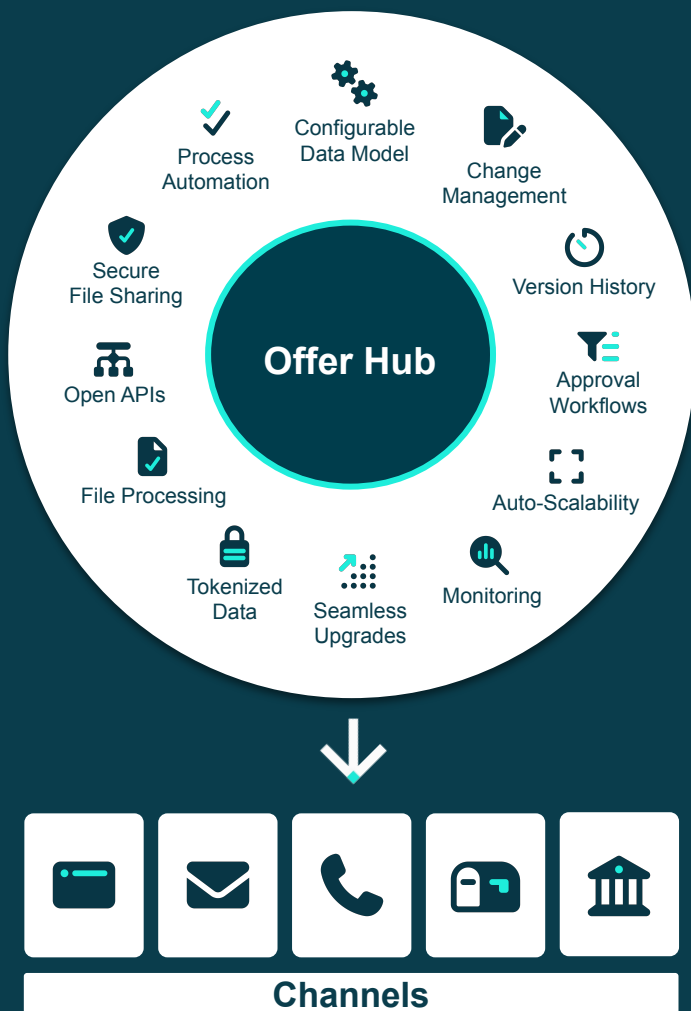 Configurable
Data Model
Change
Management
Version History
Approval
Workflows
Auto-Scalability
Monitoring
Seamless
Upgrades
Tokenized
Data
File Processing
Open APIs
Secure
File Sharing
Process
Automation
Offer Hub
Channels